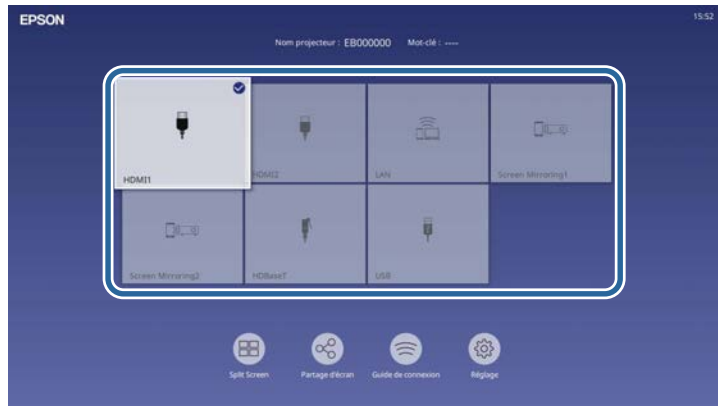 EPSON
15:52
Nom projecteur : EB000000 Mot-clé : ----
HDMI1
HDMI2
LAN
Screen Mirroring1
Screen Mirroring2
HDBaseT
USB
Split Screen
Partage d'écran
Guide de connexion
Réglage